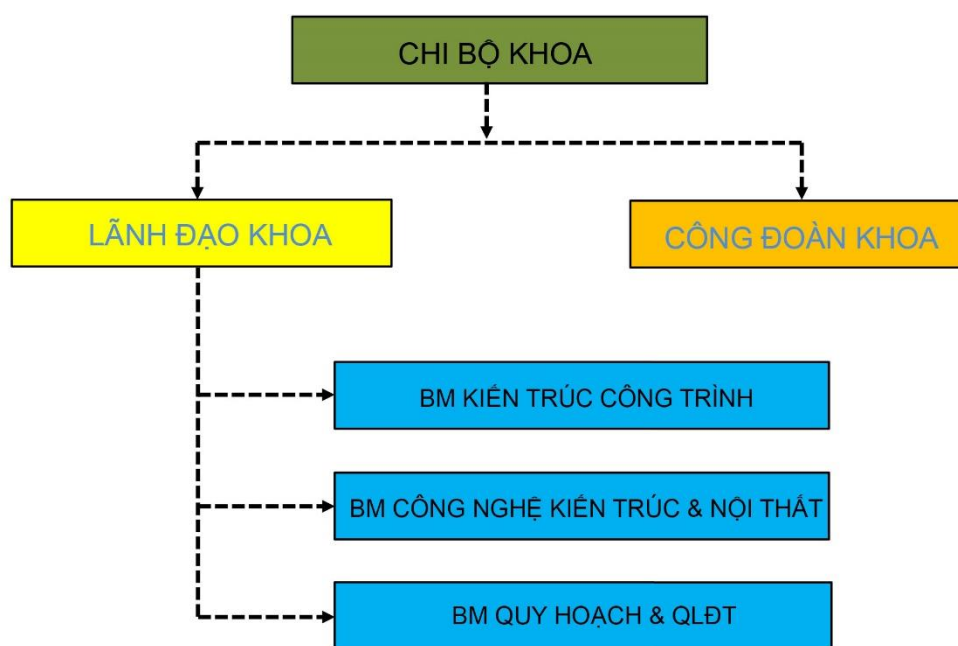 CHI BỘ KHOA
LÃNH ĐẠO KHOA
CÔNG ĐOÀN KHOA
BM KIẾN TRÚC CÔNG TRÌNH
BM CÔNG NGHỆ KIẾN TRÚC & NỘI THẤT
BM QUY HOẠCH & QLĐT